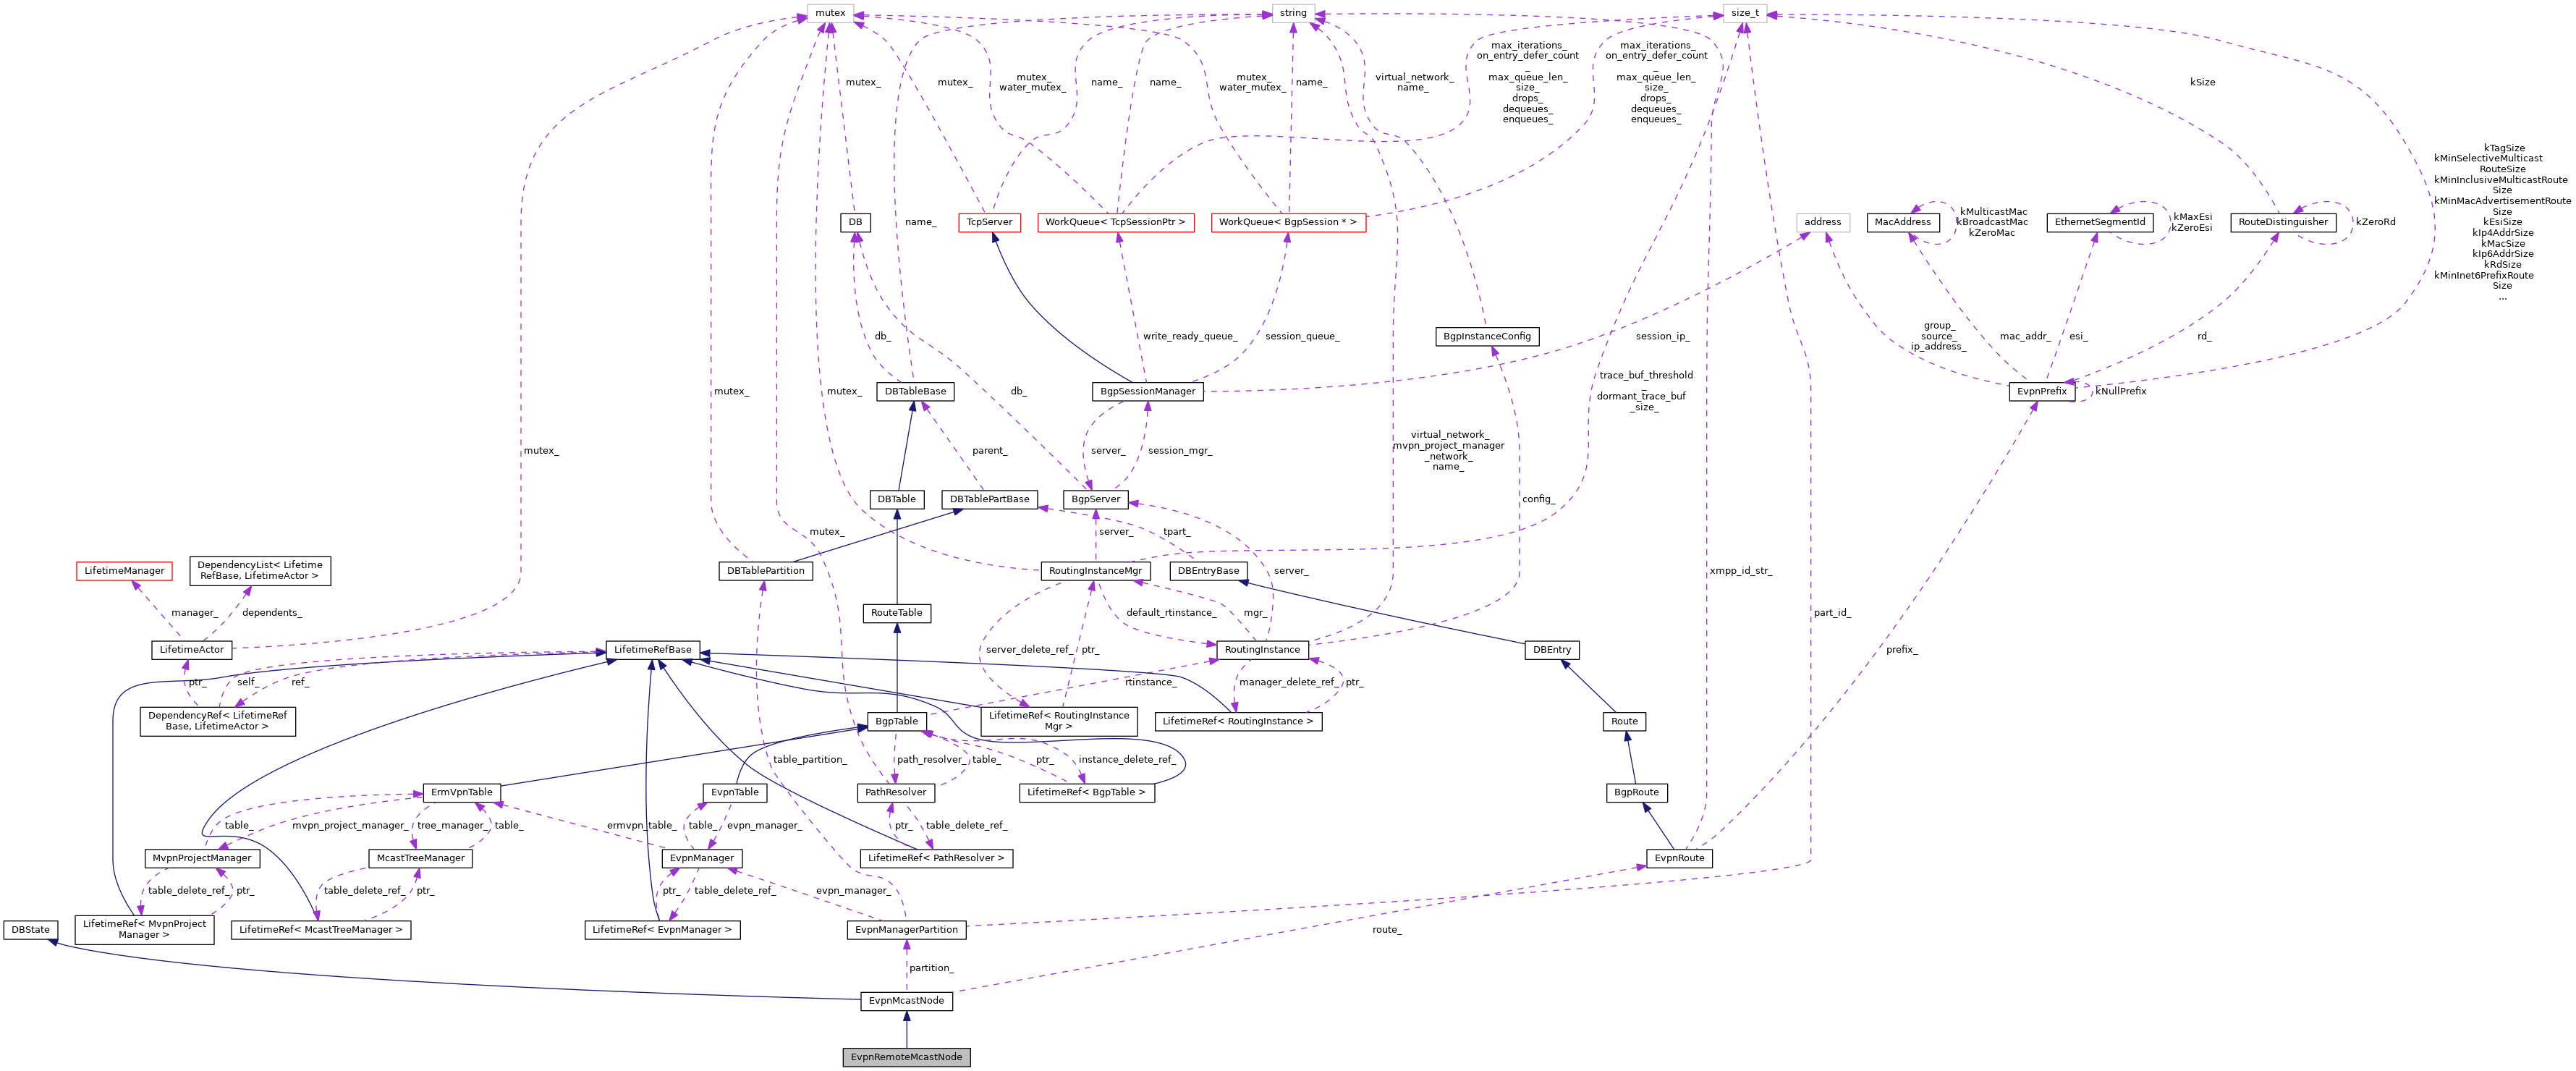 mutex
string
size_t
max_iterations_
on_entry_defer_count
_
max_queue_len_
size_
drops_
dequeues_
enqueues_
max_iterations_
on_entry_defer_count
_
max_queue_len_
size_
drops_
dequeues_
enqueues_
mutex_
mutex_
mutex_
water_mutex_
name_
name_
mutex_
water_mutex_
name_
virtual_network_
name_
kSize
kTagSize
kMinSelectiveMulticast
RouteSize
kMinInclusiveMulticastRoute
Size
kMinMacAdvertisementRoute
Size
kEsiSize
kIp4AddrSize
kMacSize
kIp6AddrSize
kRdSize
kMinInet6PrefixRoute
Size
...
DB
name_
TcpServer
WorkQueue< TcpSessionPtr >
WorkQueue< BgpSession * >
address
MacAddress
kMulticastMac
kBroadcastMac
kZeroMac
EthernetSegmentId
kMaxEsi
kZeroEsi
RouteDistinguisher
kZeroRd
db_
write_ready_queue_
session_queue_
BgpInstanceConfig
session_ip_
group_
source_
ip_address_
mac_addr_
esi_
rd_
mutex_
mutex_
DBTableBase
db_
BgpSessionManager
trace_buf_threshold
_
dormant_trace_buf
_size_
EvpnPrefix
kNullPrefix
mutex_
parent_
server_
session_mgr_
virtual_network_
mvpn_project_manager
_network_
name_
DBTable
DBTablePartBase
BgpServer
config_
mutex_
server_
tpart_
LifetimeManager
DependencyList< Lifetime
RefBase, LifetimeActor >
DBTablePartition
RoutingInstanceMgr
DBEntryBase
server_
xmpp_id_str_
manager_
dependents_
RouteTable
default_rtinstance_
mgr_
part_id_
LifetimeActor
LifetimeRefBase
server_delete_ref_
ptr_
RoutingInstance
DBEntry
prefix_
ptr_
self_
ref_
rtinstance_
manager_delete_ref_
ptr_
DependencyRef< LifetimeRef
Base, LifetimeActor >
BgpTable
LifetimeRef< RoutingInstance
Mgr >
LifetimeRef< RoutingInstance >
Route
table_partition_
path_resolver_
table_
ptr_
instance_delete_ref_
ErmVpnTable
EvpnTable
PathResolver
LifetimeRef< BgpTable >
BgpRoute
table_
mvpn_project_manager_
tree_manager_
table_
ermvpn_table_
table_
evpn_manager_
ptr_
table_delete_ref_
MvpnProjectManager
McastTreeManager
EvpnManager
LifetimeRef< PathResolver >
EvpnRoute
table_delete_ref_
ptr_
table_delete_ref_
ptr_
ptr_
table_delete_ref_
evpn_manager_
DBState
LifetimeRef< MvpnProject
Manager >
LifetimeRef< McastTreeManager >
LifetimeRef< EvpnManager >
EvpnManagerPartition
route_
partition_
EvpnMcastNode
EvpnRemoteMcastNode